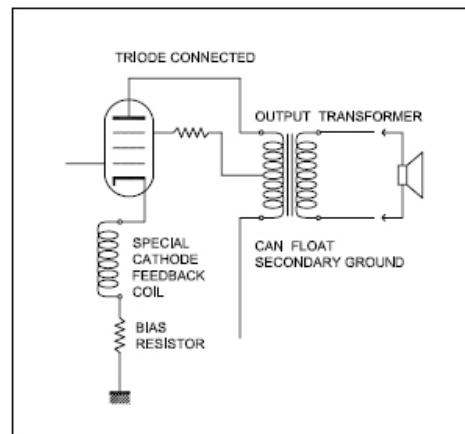 TRIODE CONNECTED
OUTPUT TRANSFORMER
CAN FLOAT
SECONDARY GROUND
SPECIAL
CATHODE
FEEDBACK
COIL
BIAS
RESISTOR